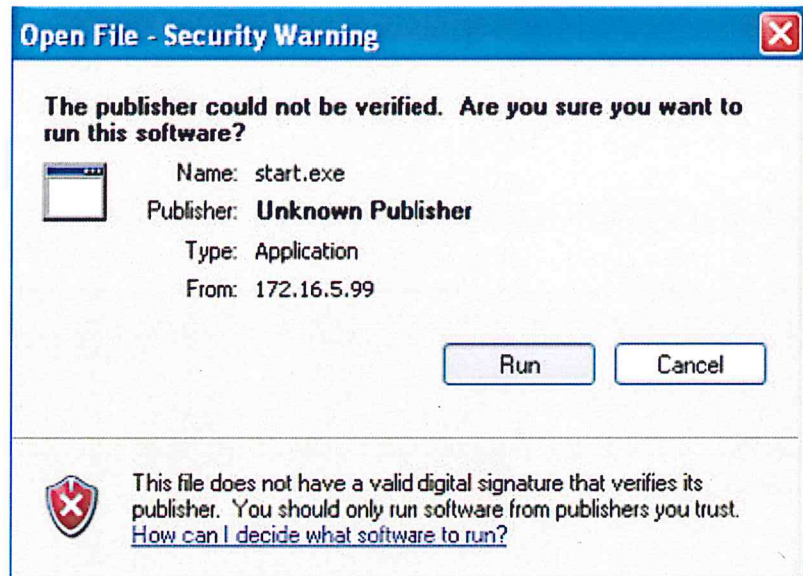 Open File - Security Warning
The publisher could not be verified.  Are you sure you want to
run this software?
Name: start.exe
Publisher: Unknown Publisher
Type: Application
From: 172.16.5.99
Run Cancel
This file does not have a valid digital signature that verifies its
publisher.  You should only run software from publishers you trust.
How can I decide what software to run?